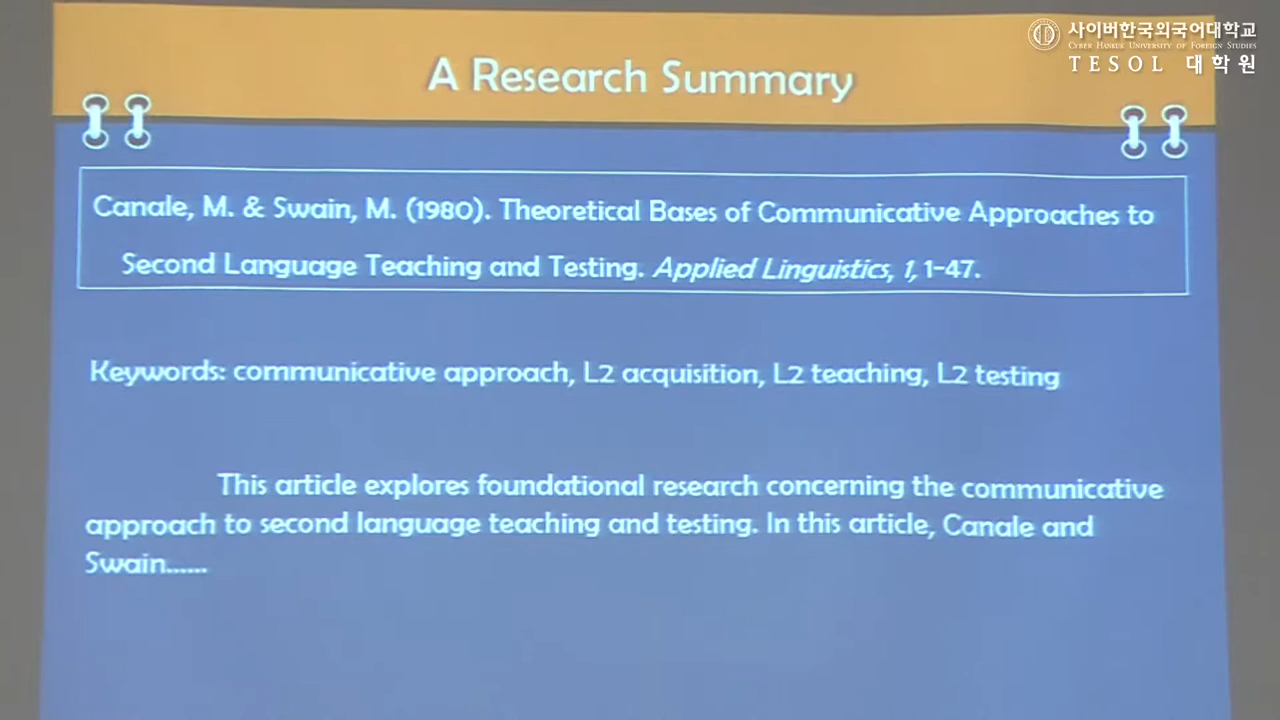 사이버한국외국어대학교
CYBER HANKUK UNIVERSITY OF FOREIGN STUDIES
TESOL 대학원
A Research Summary
Canale, M. & Swain, M. (1980). Theoretical Bases of Communicative Approaches to
Second Language Teaching and Testing. Applied Linguistics, 1, 1-47.
Keywords: communicative approach, L2 acquisition, L2 teaching, L2 testing
This article explores foundational research concerning the communicative
approach to second language teaching and testing. In this article, Canale and
Swain......